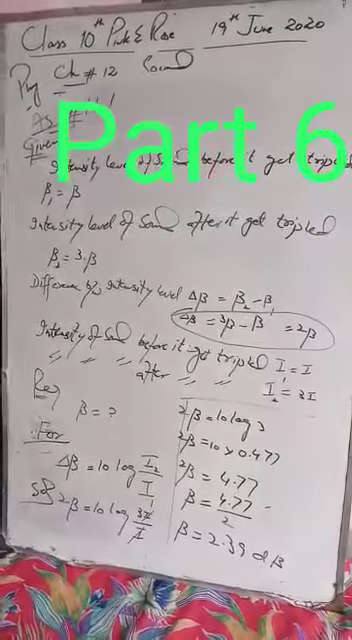 Class 10th Pink & Rose 19th June 2020
Phy Ch # 12 Sound
Part 6
Given
Intensity level of Sound before it get tripled
β₁ = β
Intensity level of Sound after it get tripled
β₂ = 3β
Difference b/w intensity level Δβ = β₂ - β₁
Δβ = 3β - β = 2β
Intensity of Sound before it get tripled I₁ = I
" " " after " " I₂ = 3I
Req
β = ?
For
Δβ = 10 log I₂/I
Sol 2β = 10 log 3I/I
2β = 10 log 3
2β = 10 x 0.477
2β = 4.77
β = 4.77/2
β = 2.39 dB